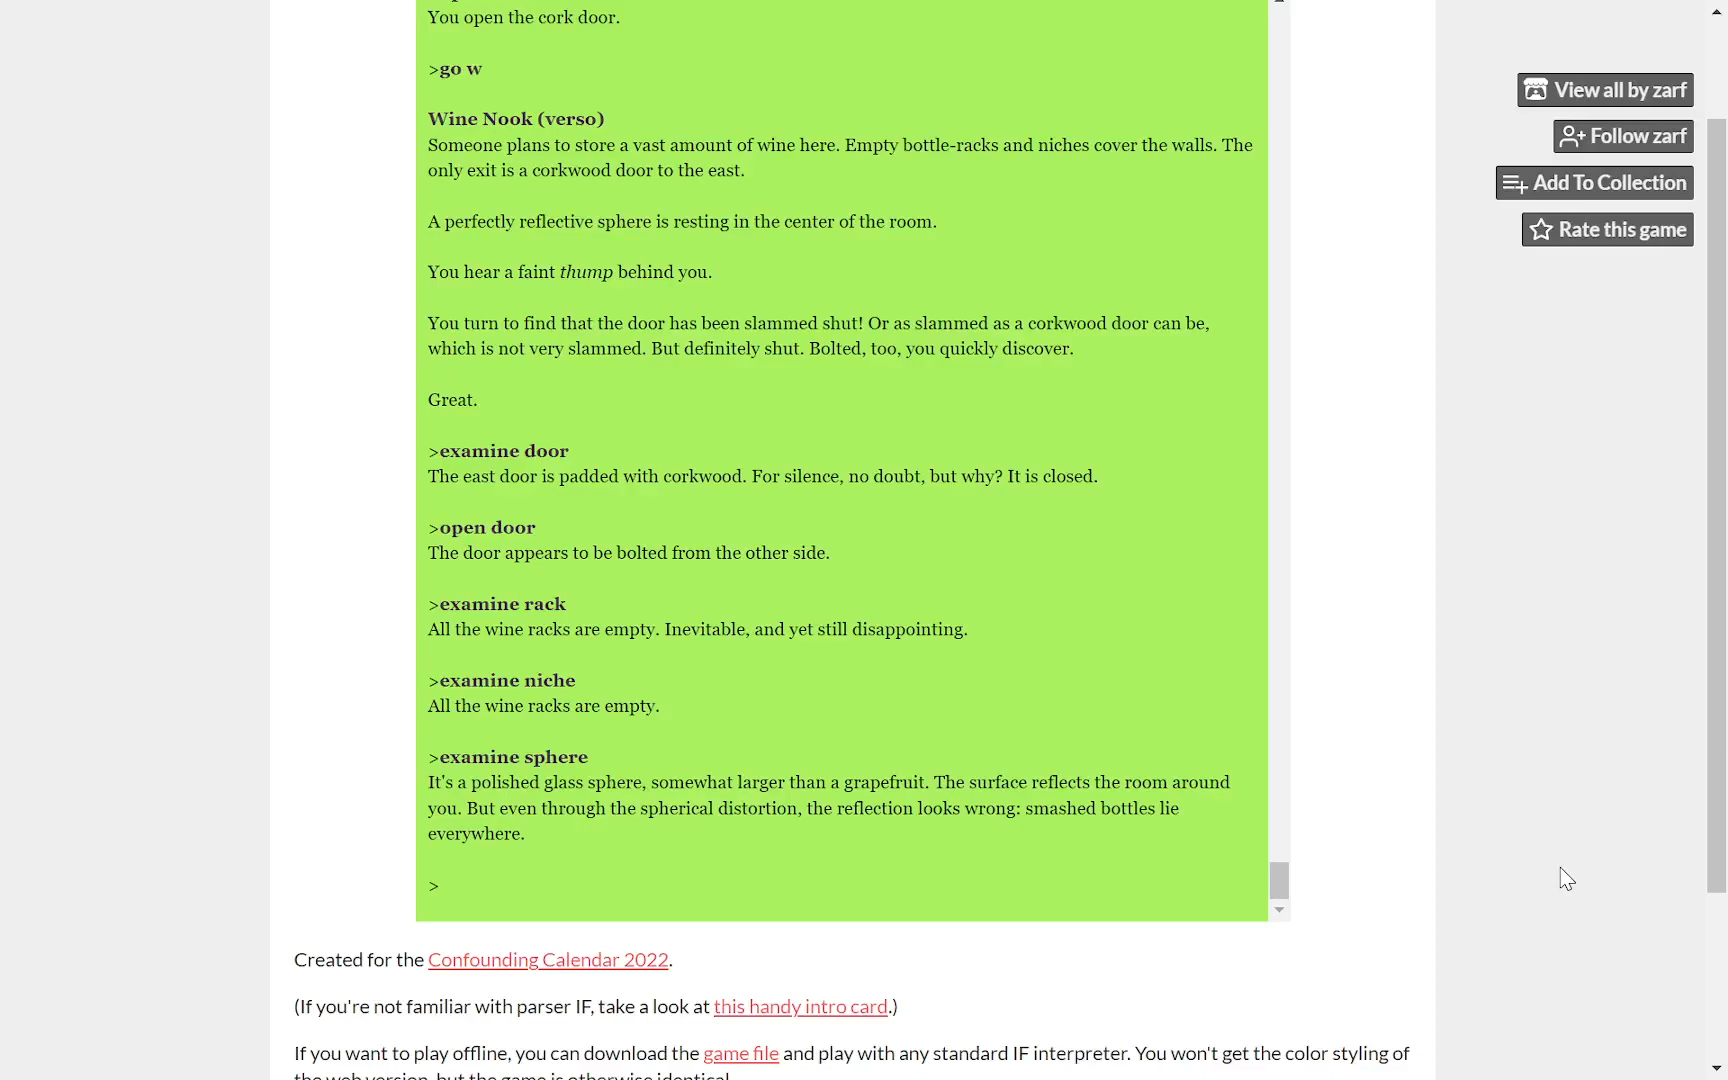 You open the cork door.
>go w
Wine Nook (verso)
Someone plans to store a vast amount of wine here. Empty bottle-racks and niches cover the walls. The
only exit is a corkwood door to the east.
A perfectly reflective sphere is resting in the center of the room.
You hear a faint thump behind you.
You turn to find that the door has been slammed shut! Or as slammed as a corkwood door can be,
which is not very slammed. But definitely shut. Bolted, too, you quickly discover.
Great.
>examine door
The east door is padded with corkwood. For silence, no doubt, but why? It is closed.
>open door
The door appears to be bolted from the other side.
>examine rack
All the wine racks are empty. Inevitable, and yet still disappointing.
>examine niche
All the wine racks are empty.
>examine sphere
It's a polished glass sphere, somewhat larger than a grapefruit. The surface reflects the room around
you. But even through the spherical distortion, the reflection looks wrong: smashed bottles lie
everywhere.
>
View all by zarf
Follow zarf
Add To Collection
Rate this game
Created for the Confounding Calendar 2022.
(If you're not familiar with parser IF, take a look at this handy intro card.)
If you want to play offline, you can download the game file and play with any standard IF interpreter. You won't get the color styling of
the web version, but the game is otherwise identical.